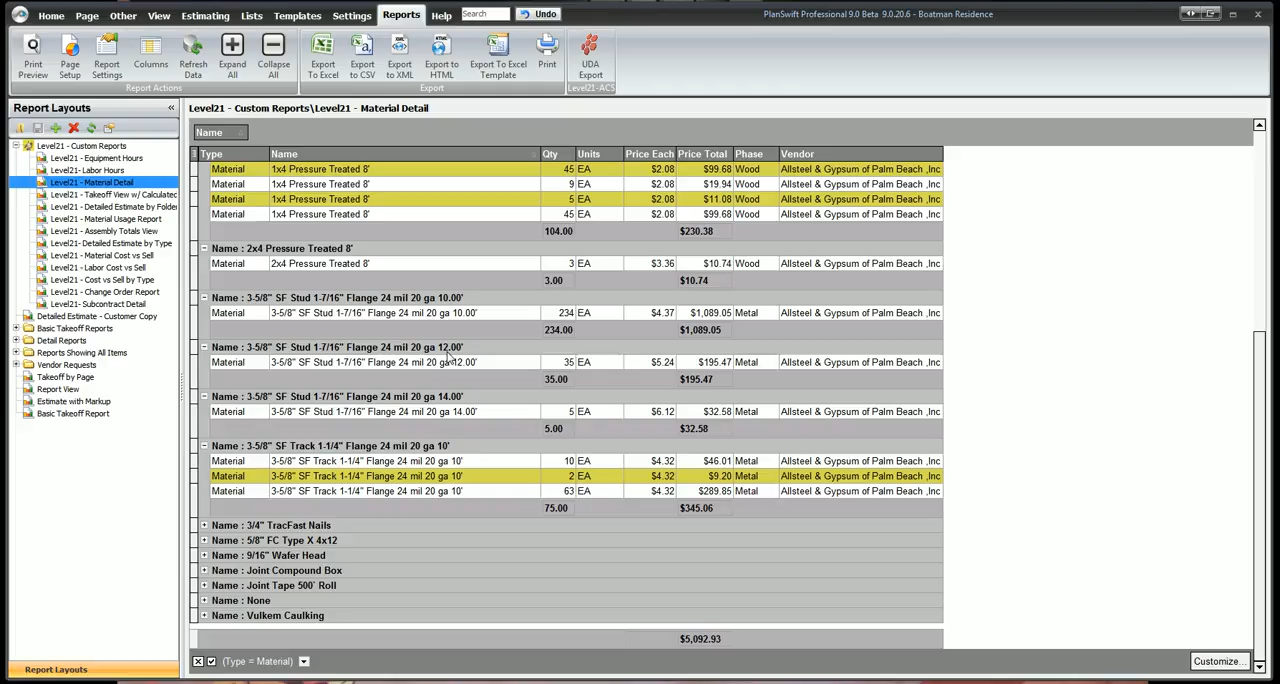 Home Page Other View Estimating Lists Templates Settings Reports Help Search Undo PlanSwift Professional 9.0 Beta 9.0.20.6 - Boatman Residence
Print Preview Page Setup Report Settings Columns Refresh Data Expand All Collapse All Export To Excel Export to CSV Export to XML Export to HTML Export To Excel Template Print UDA Export
Report Actions Export Level21-ACS
Report Layouts «
Level21 - Custom Reports
Level21 - Equipment Hours
Level21- Labor Hours
Level21 - Material Detail
Level21 - Takeoff View w/ Calculatec
Level21 - Detailed Estimate by Folder
Level21 - Material Usage Report
Level21 - Assembly Totals View
Level21- Detailed Estimate by Type
Level21 - Material Cost vs Sell
Level21 - Labor Cost vs Sell
Level21 - Cost vs Sell by Type
Level21 - Change Order Report
Level21- Subcontract Detail
Detailed Estimate - Customer Copy
Basic Takeoff Reports
Detail Reports
Reports Showing All Items
Vendor Requests
Takeoff by Page
Report View
Estimate with Markup
Basic Takeoff Report
Report Layouts
Level21 - Custom Reports\Level21 - Material Detail
Name
Type Name Qty Units Price Each Price Total Phase Vendor
Material 1x4 Pressure Treated 8' 45 EA $2.08 $99.68 Wood Allsteel & Gypsum of Palm Beach ,Inc
Material 1x4 Pressure Treated 8' 9 EA $2.08 $19.94 Wood Allsteel & Gypsum of Palm Beach ,Inc
Material 1x4 Pressure Treated 8' 5 EA $2.08 $11.08 Wood Allsteel & Gypsum of Palm Beach ,Inc
Material 1x4 Pressure Treated 8' 45 EA $2.08 $99.68 Wood Allsteel & Gypsum of Palm Beach ,Inc
104.00 $230.38
Name : 2x4 Pressure Treated 8'
Material 2x4 Pressure Treated 8' 3 EA $3.36 $10.74 Wood Allsteel & Gypsum of Palm Beach ,Inc
3.00 $10.74
Name : 3-5/8" SF Stud 1-7/16" Flange 24 mil 20 ga 10.00'
Material 3-5/8" SF Stud 1-7/16" Flange 24 mil 20 ga 10.00' 234 EA $4.37 $1,089.05 Metal Allsteel & Gypsum of Palm Beach ,Inc
234.00 $1,089.05
Name : 3-5/8" SF Stud 1-7/16" Flange 24 mil 20 ga 12.00'
Material 3-5/8" SF Stud 1-7/16" Flange 24 mil 20 ga 12.00' 35 EA $5.24 $195.47 Metal Allsteel & Gypsum of Palm Beach ,Inc
35.00 $195.47
Name : 3-5/8" SF Stud 1-7/16" Flange 24 mil 20 ga 14.00'
Material 3-5/8" SF Stud 1-7/16" Flange 24 mil 20 ga 14.00' 5 EA $6.12 $32.58 Metal Allsteel & Gypsum of Palm Beach ,Inc
5.00 $32.58
Name : 3-5/8" SF Track 1-1/4" Flange 24 mil 20 ga 10'
Material 3-5/8" SF Track 1-1/4" Flange 24 mil 20 ga 10' 10 EA $4.32 $46.01 Metal Allsteel & Gypsum of Palm Beach ,Inc
Material 3-5/8" SF Track 1-1/4" Flange 24 mil 20 ga 10' 2 EA $4.32 $9.20 Metal Allsteel & Gypsum of Palm Beach ,Inc
Material 3-5/8" SF Track 1-1/4" Flange 24 mil 20 ga 10' 63 EA $4.32 $289.85 Metal Allsteel & Gypsum of Palm Beach ,Inc
75.00 $345.06
Name : 3/4" TracFast Nails
Name : 5/8" FC Type X 4x12
Name : 9/16" Wafer Head
Name : Joint Compound Box
Name : Joint Tape 500' Roll
Name : None
Name : Vulkem Caulking
$5,092.93
(Type = Material) Customize...